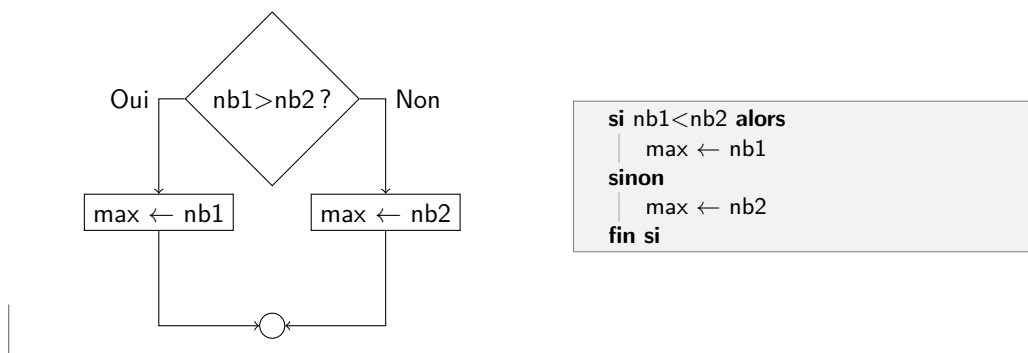 Oui
nb1>nb2 ?
Non
max ← nb1
max ← nb2
si nb1<nb2 alors
max ← nb1
sinon
max ← nb2
fin si